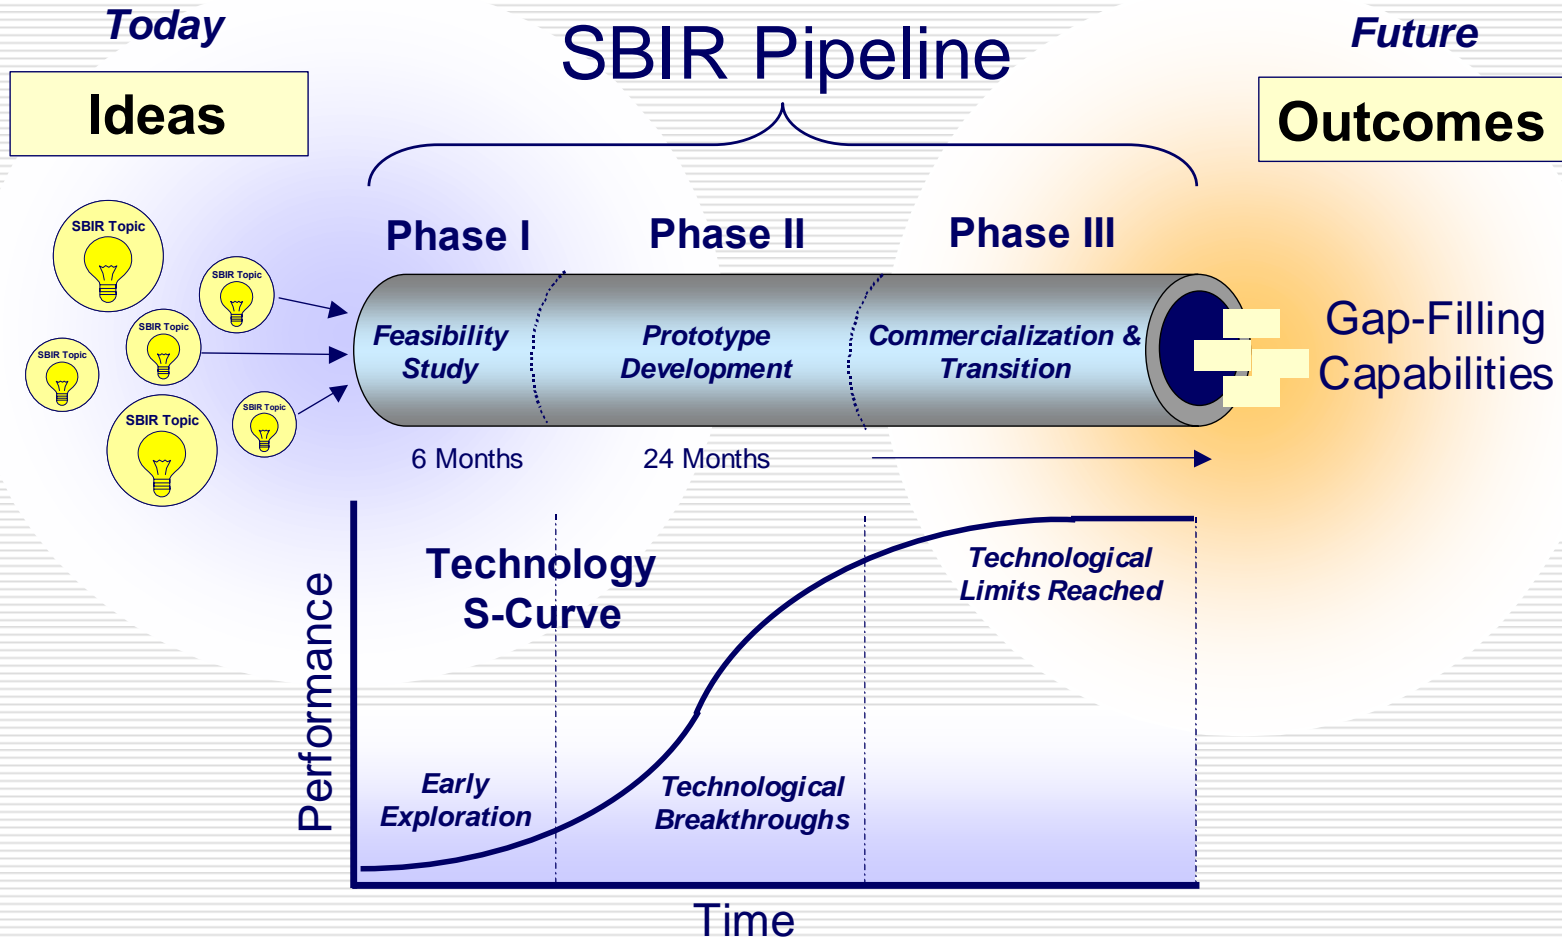 Today
SBIR Pipeline
Future
Ideas
Outcomes
SBIR Topic
SBIR Topic
SBIR Topic
SBIR Topic
SBIR Topic
SBIR Topic
Phase I
Phase II
Phase III
Feasibility
Study
Prototype
Development
Commercialization &
Transition
Gap-Filling
Capabilities
6 Months
24 Months
Technology
S-Curve
Technological
Limits Reached
Performance
Early
Exploration
Technological
Breakthroughs
Time